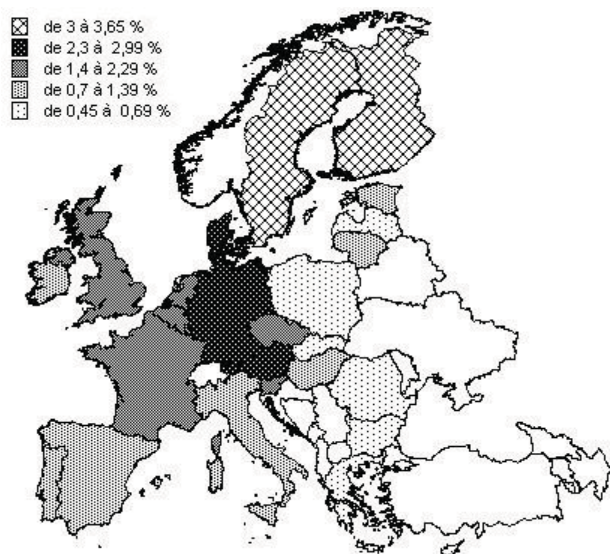 de 3 à 3,65 %
de 2,3 à 2,99 %
de 1,4 à 2,29 %
de 0,7 à 1,39 %
de 0,45 à 0,69 %